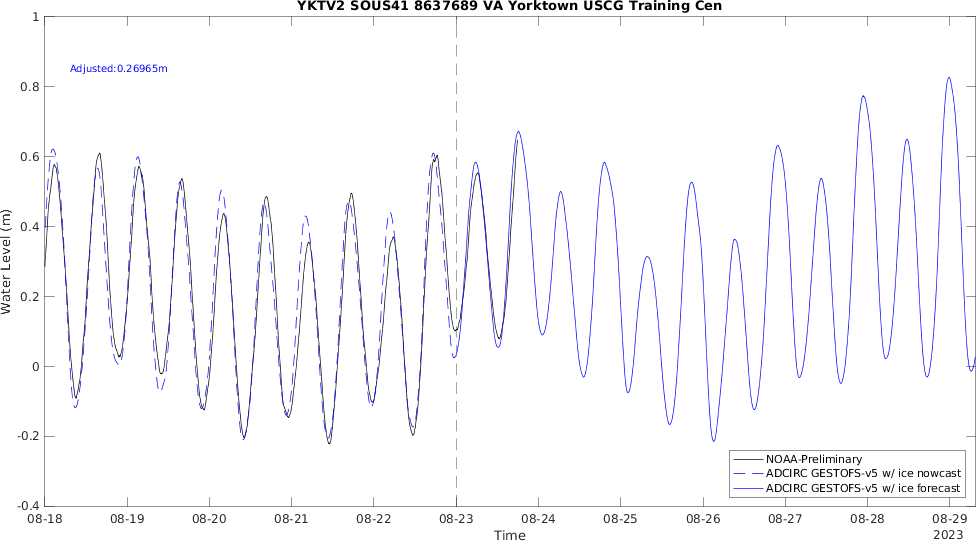 YKTV2 SOUS41 8637689 VA Yorktown USCG Training Cen
Adjusted:0.26965m
Water Level (m)
1
0.8
0.6
0.4
0.2
0
-0.2
-0.4
NOAA-Preliminary
ADCIRC GESTOFS-v5 w/ ice nowcast
ADCIRC GESTOFS-v5 w/ ice forecast
08-18 08-19 08-20 08-21 08-22 08-23 08-24 08-25 08-26 08-27 08-28 08-29
Time
2023